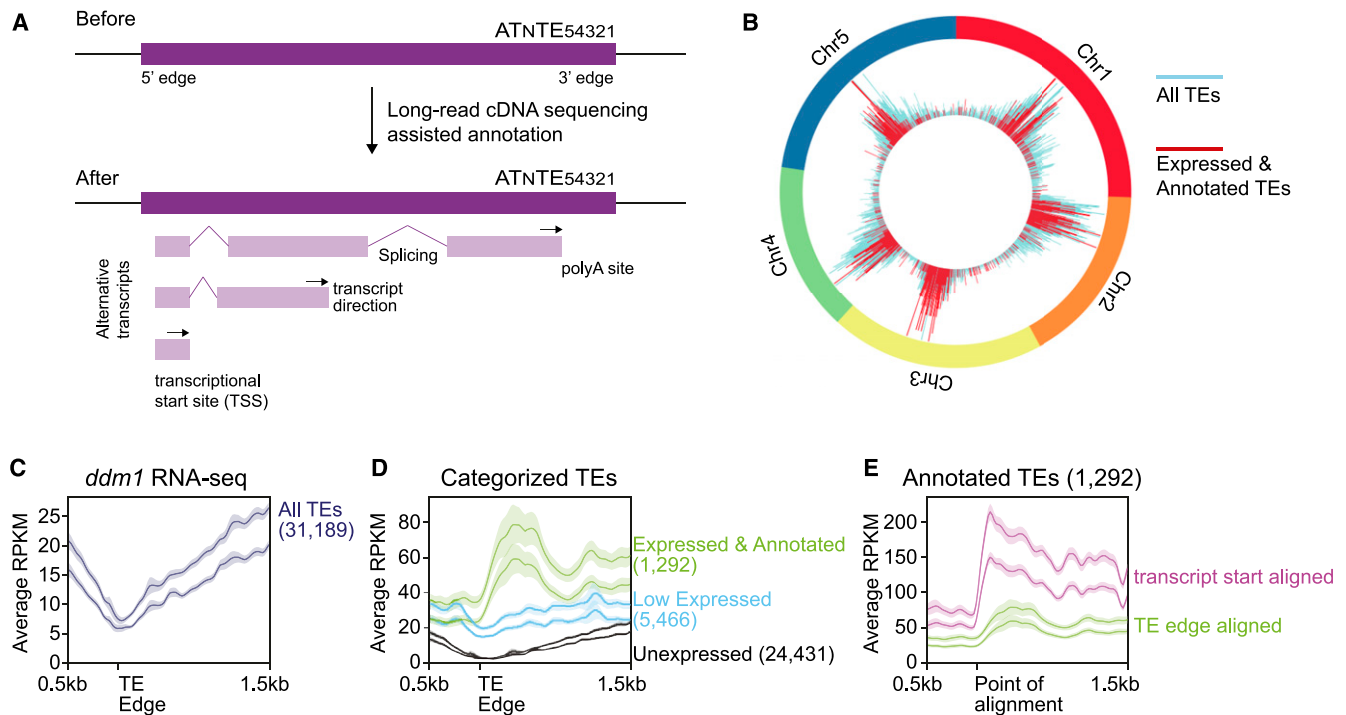 A
Before
ATNTE54321
5' edge
3' edge
Long-read cDNA sequencing
assisted annotation
After
ATNTE54321
Alternative
transcripts
Splicing
polyA site
transcript
direction
transcriptional
start site (TSS)
B
Chr5
Chr1
Chr4
Chr2
Chr3
All TEs
Expressed &
Annotated TEs
C
ddm1 RNA-seq
Average RPKM
25
20
15
10
5
0
0.5kb
TE
Edge
1.5kb
All TEs
(31,189)
D
Categorized TEs
Average RPKM
80
60
40
20
0
0.5kb
TE
Edge
1.5kb
Expressed & Annotated
(1,292)
Low Expressed
(5,466)
Unexpressed (24,431)
E
Annotated TEs (1,292)
Average RPKM
200
150
100
50
0
0.5kb
Point of
alignment
1.5kb
transcript start aligned
TE edge aligned